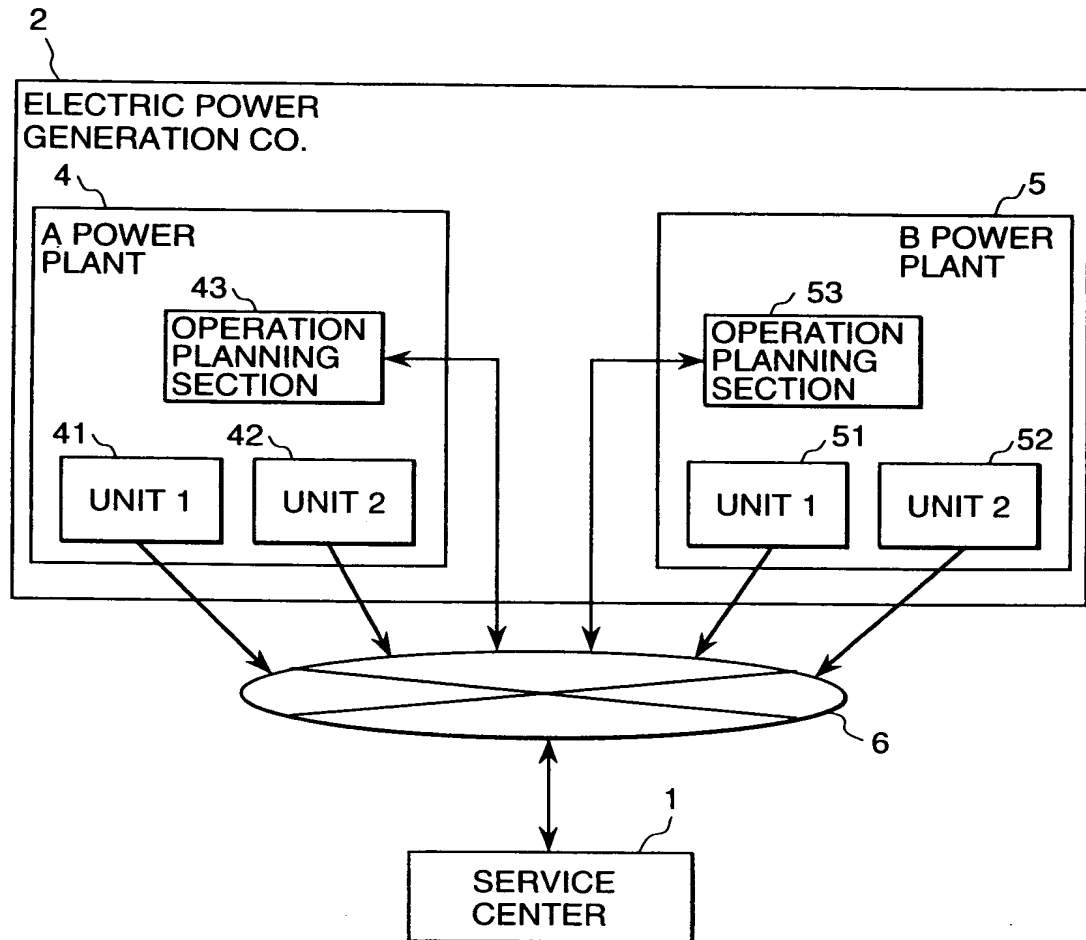 2
ELECTRIC POWER
GENERATION CO.
4
A POWER
PLANT
43
OPERATION
PLANNING
SECTION
41
UNIT 1
42
UNIT 2
5
B POWER
PLANT
53
OPERATION
PLANNING
SECTION
51
UNIT 1
52
UNIT 2
6
1
SERVICE
CENTER